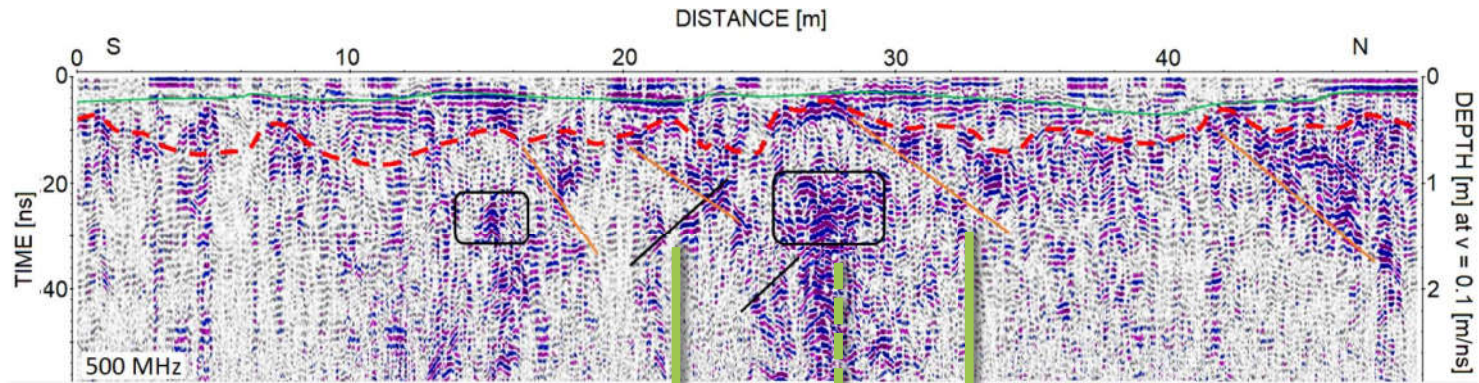 DISTANCE [m]
S N
0 10 20 30 40
0 20 40
TIME [ns]
0 1 2
DEPTH [m] at v = 0.1 [m/ns]
500 MHz